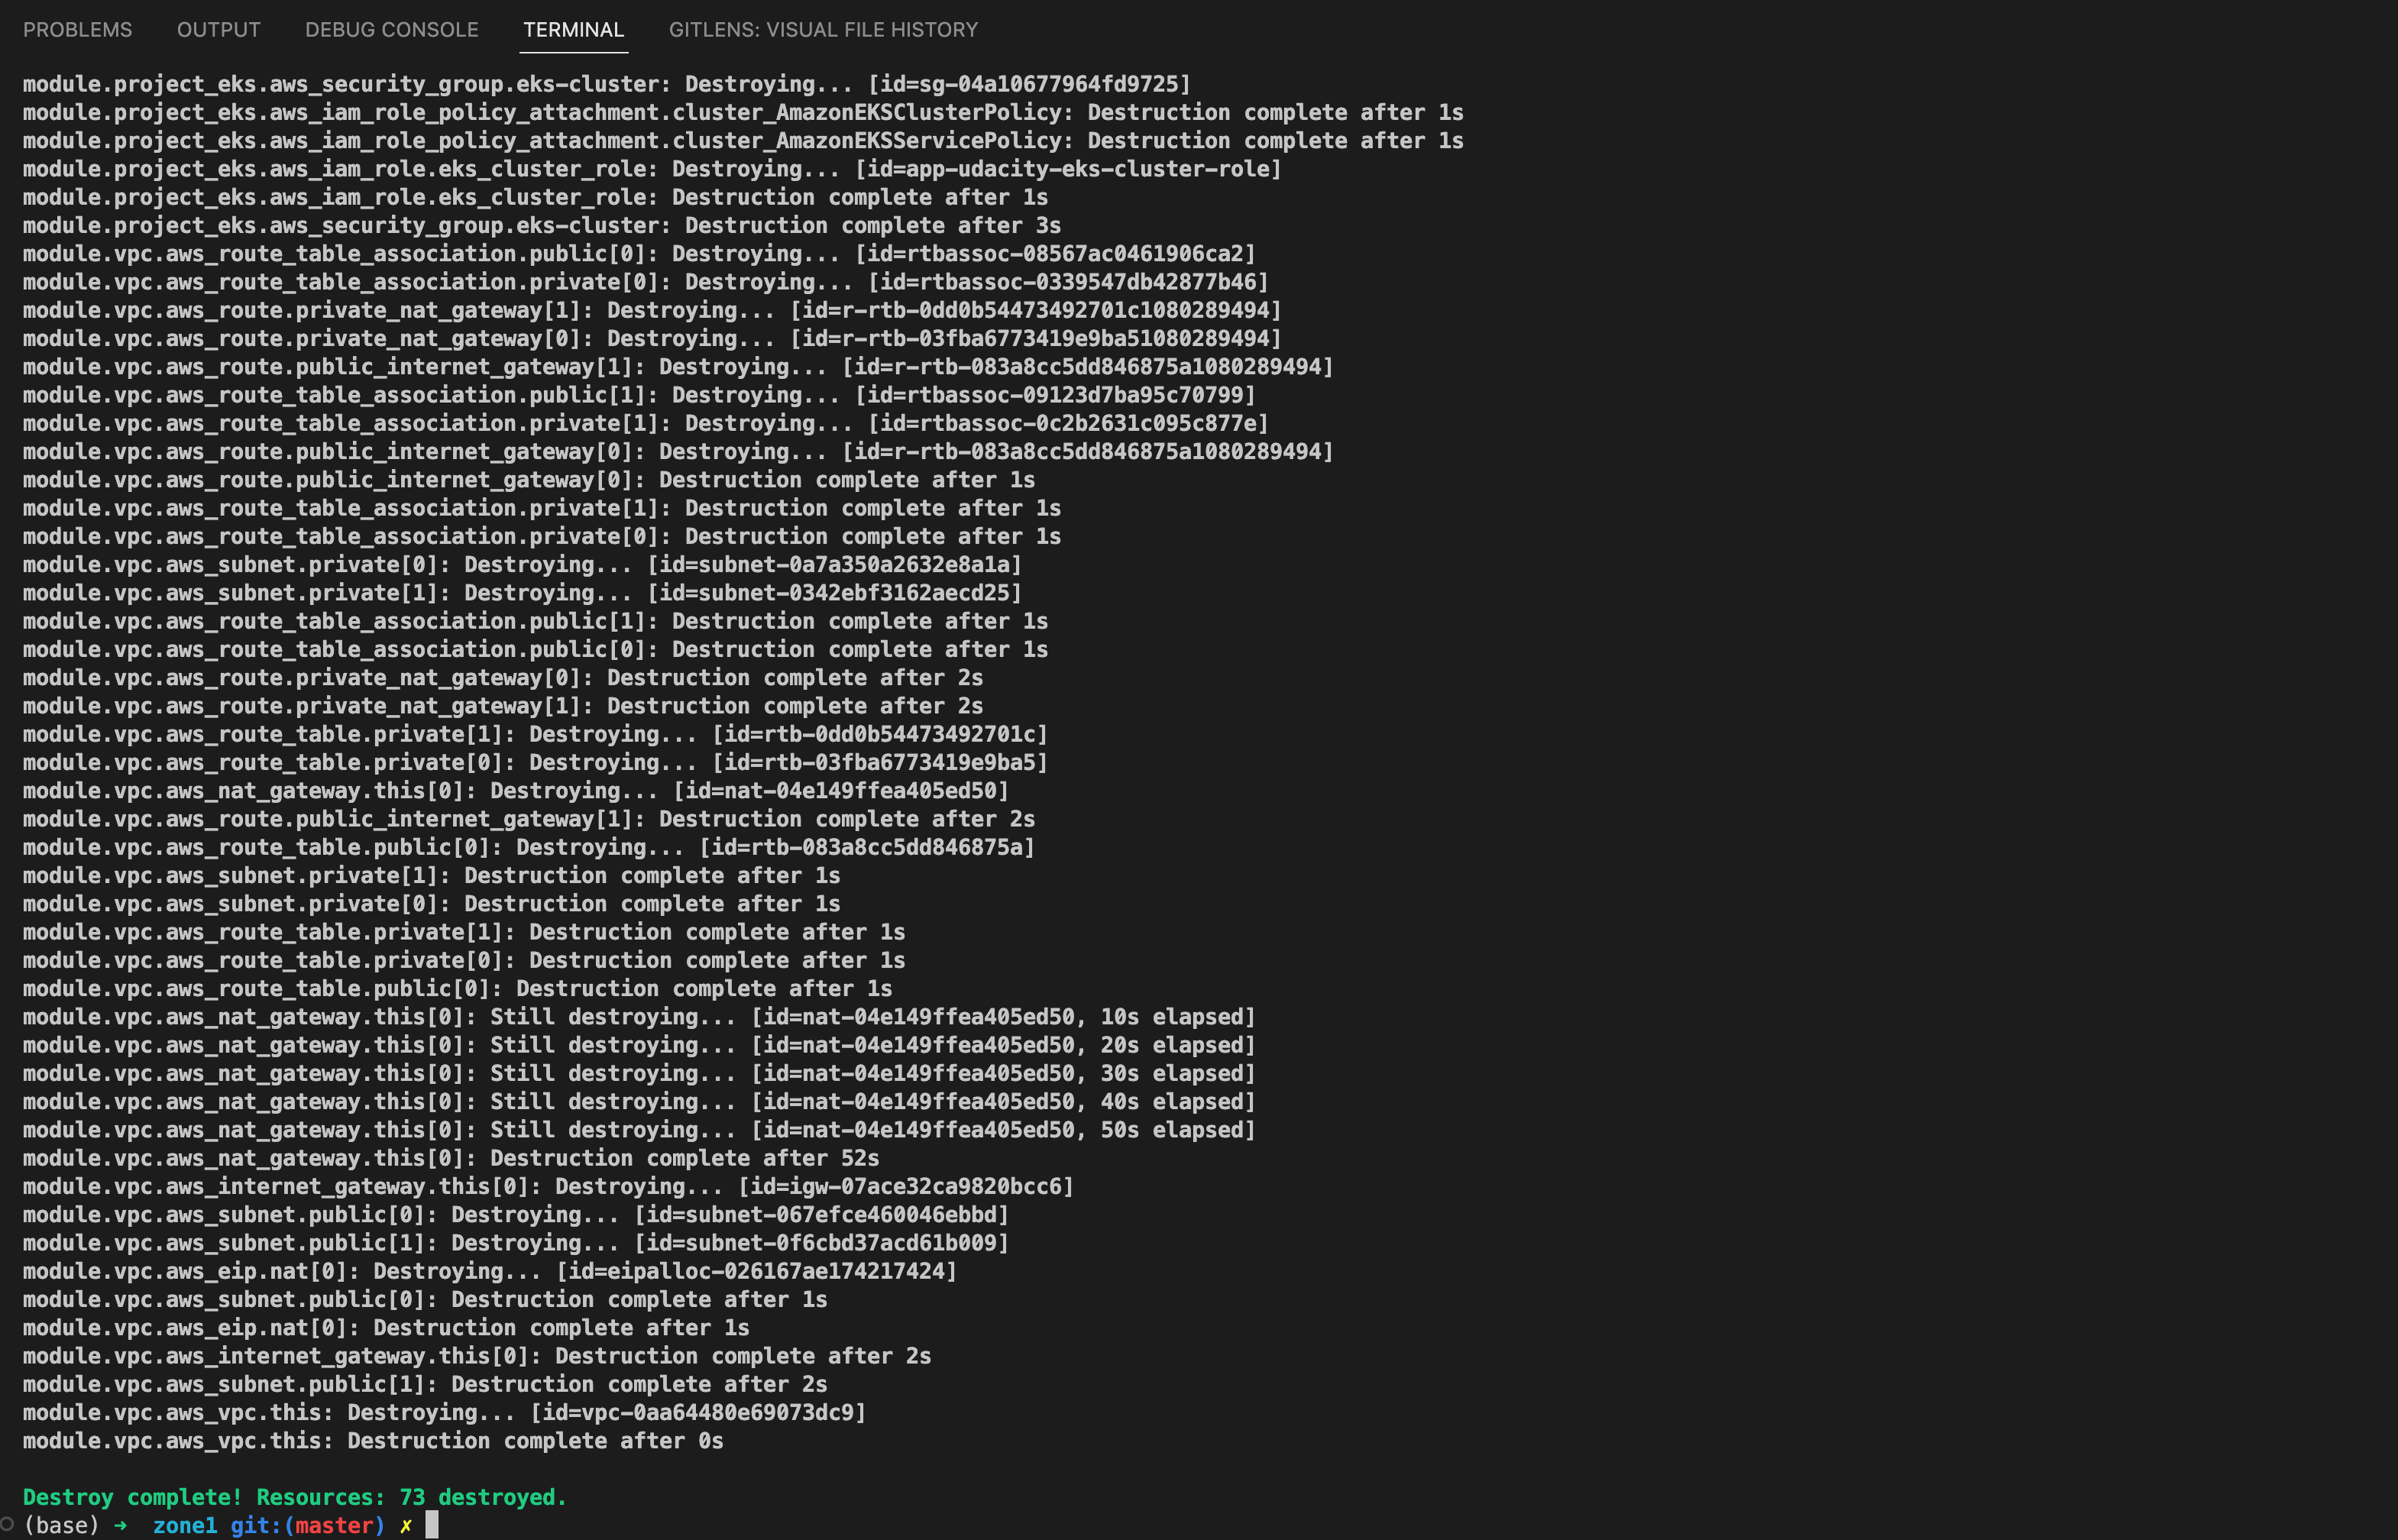 PROBLEMS OUTPUT DEBUG CONSOLE TERMINAL GITLENS: VISUAL FILE HISTORY
module.project_eks.aws_security_group.eks-cluster: Destroying... [id=sg-04a10677964fd9725]
module.project_eks.aws_iam_role_policy_attachment.cluster_AmazonEKSClusterPolicy: Destruction complete after 1s
module.project_eks.aws_iam_role_policy_attachment.cluster_AmazonEKSServicePolicy: Destruction complete after 1s
module.project_eks.aws_iam_role.eks_cluster_role: Destroying... [id=app-udacity-eks-cluster-role]
module.project_eks.aws_iam_role.eks_cluster_role: Destruction complete after 1s
module.project_eks.aws_security_group.eks-cluster: Destruction complete after 3s
module.vpc.aws_route_table_association.public[0]: Destroying... [id=rtbassoc-08567ac0461906ca2]
module.vpc.aws_route_table_association.private[0]: Destroying... [id=rtbassoc-0339547db42877b46]
module.vpc.aws_route.private_nat_gateway[1]: Destroying... [id=r-rtb-0dd0b54473492701c1080289494]
module.vpc.aws_route.private_nat_gateway[0]: Destroying... [id=r-rtb-03fba6773419e9ba51080289494]
module.vpc.aws_route.public_internet_gateway[1]: Destroying... [id=r-rtb-083a8cc5dd846875a1080289494]
module.vpc.aws_route_table_association.public[1]: Destroying... [id=rtbassoc-09123d7ba95c70799]
module.vpc.aws_route_table_association.private[1]: Destroying... [id=rtbassoc-0c2b2631c095c877e]
module.vpc.aws_route.public_internet_gateway[0]: Destroying... [id=r-rtb-083a8cc5dd846875a1080289494]
module.vpc.aws_route.public_internet_gateway[0]: Destruction complete after 1s
module.vpc.aws_route_table_association.private[1]: Destruction complete after 1s
module.vpc.aws_route_table_association.private[0]: Destruction complete after 1s
module.vpc.aws_subnet.private[0]: Destroying... [id=subnet-0a7a350a2632e8a1a]
module.vpc.aws_subnet.private[1]: Destroying... [id=subnet-0342ebf3162aecd25]
module.vpc.aws_route_table_association.public[1]: Destruction complete after 1s
module.vpc.aws_route_table_association.public[0]: Destruction complete after 1s
module.vpc.aws_route.private_nat_gateway[0]: Destruction complete after 2s
module.vpc.aws_route.private_nat_gateway[1]: Destruction complete after 2s
module.vpc.aws_route_table.private[1]: Destroying... [id=rtb-0dd0b54473492701c]
module.vpc.aws_route_table.private[0]: Destroying... [id=rtb-03fba6773419e9ba5]
module.vpc.aws_nat_gateway.this[0]: Destroying... [id=nat-04e149ffea405ed50]
module.vpc.aws_route.public_internet_gateway[1]: Destruction complete after 2s
module.vpc.aws_route_table.public[0]: Destroying... [id=rtb-083a8cc5dd846875a]
module.vpc.aws_subnet.private[1]: Destruction complete after 1s
module.vpc.aws_subnet.private[0]: Destruction complete after 1s
module.vpc.aws_route_table.private[1]: Destruction complete after 1s
module.vpc.aws_route_table.private[0]: Destruction complete after 1s
module.vpc.aws_route_table.public[0]: Destruction complete after 1s
module.vpc.aws_nat_gateway.this[0]: Still destroying... [id=nat-04e149ffea405ed50, 10s elapsed]
module.vpc.aws_nat_gateway.this[0]: Still destroying... [id=nat-04e149ffea405ed50, 20s elapsed]
module.vpc.aws_nat_gateway.this[0]: Still destroying... [id=nat-04e149ffea405ed50, 30s elapsed]
module.vpc.aws_nat_gateway.this[0]: Still destroying... [id=nat-04e149ffea405ed50, 40s elapsed]
module.vpc.aws_nat_gateway.this[0]: Still destroying... [id=nat-04e149ffea405ed50, 50s elapsed]
module.vpc.aws_nat_gateway.this[0]: Destruction complete after 52s
module.vpc.aws_internet_gateway.this[0]: Destroying... [id=igw-07ace32ca9820bcc6]
module.vpc.aws_subnet.public[0]: Destroying... [id=subnet-067efce460046ebbd]
module.vpc.aws_subnet.public[1]: Destroying... [id=subnet-0f6cbd37acd61b009]
module.vpc.aws_eip.nat[0]: Destroying... [id=eipalloc-026167ae174217424]
module.vpc.aws_subnet.public[0]: Destruction complete after 1s
module.vpc.aws_eip.nat[0]: Destruction complete after 1s
module.vpc.aws_internet_gateway.this[0]: Destruction complete after 2s
module.vpc.aws_subnet.public[1]: Destruction complete after 2s
module.vpc.aws_vpc.this: Destroying... [id=vpc-0aa64480e69073dc9]
module.vpc.aws_vpc.this: Destruction complete after 0s
Destroy complete! Resources: 73 destroyed.
(base) → zone1 git:(master) ✗